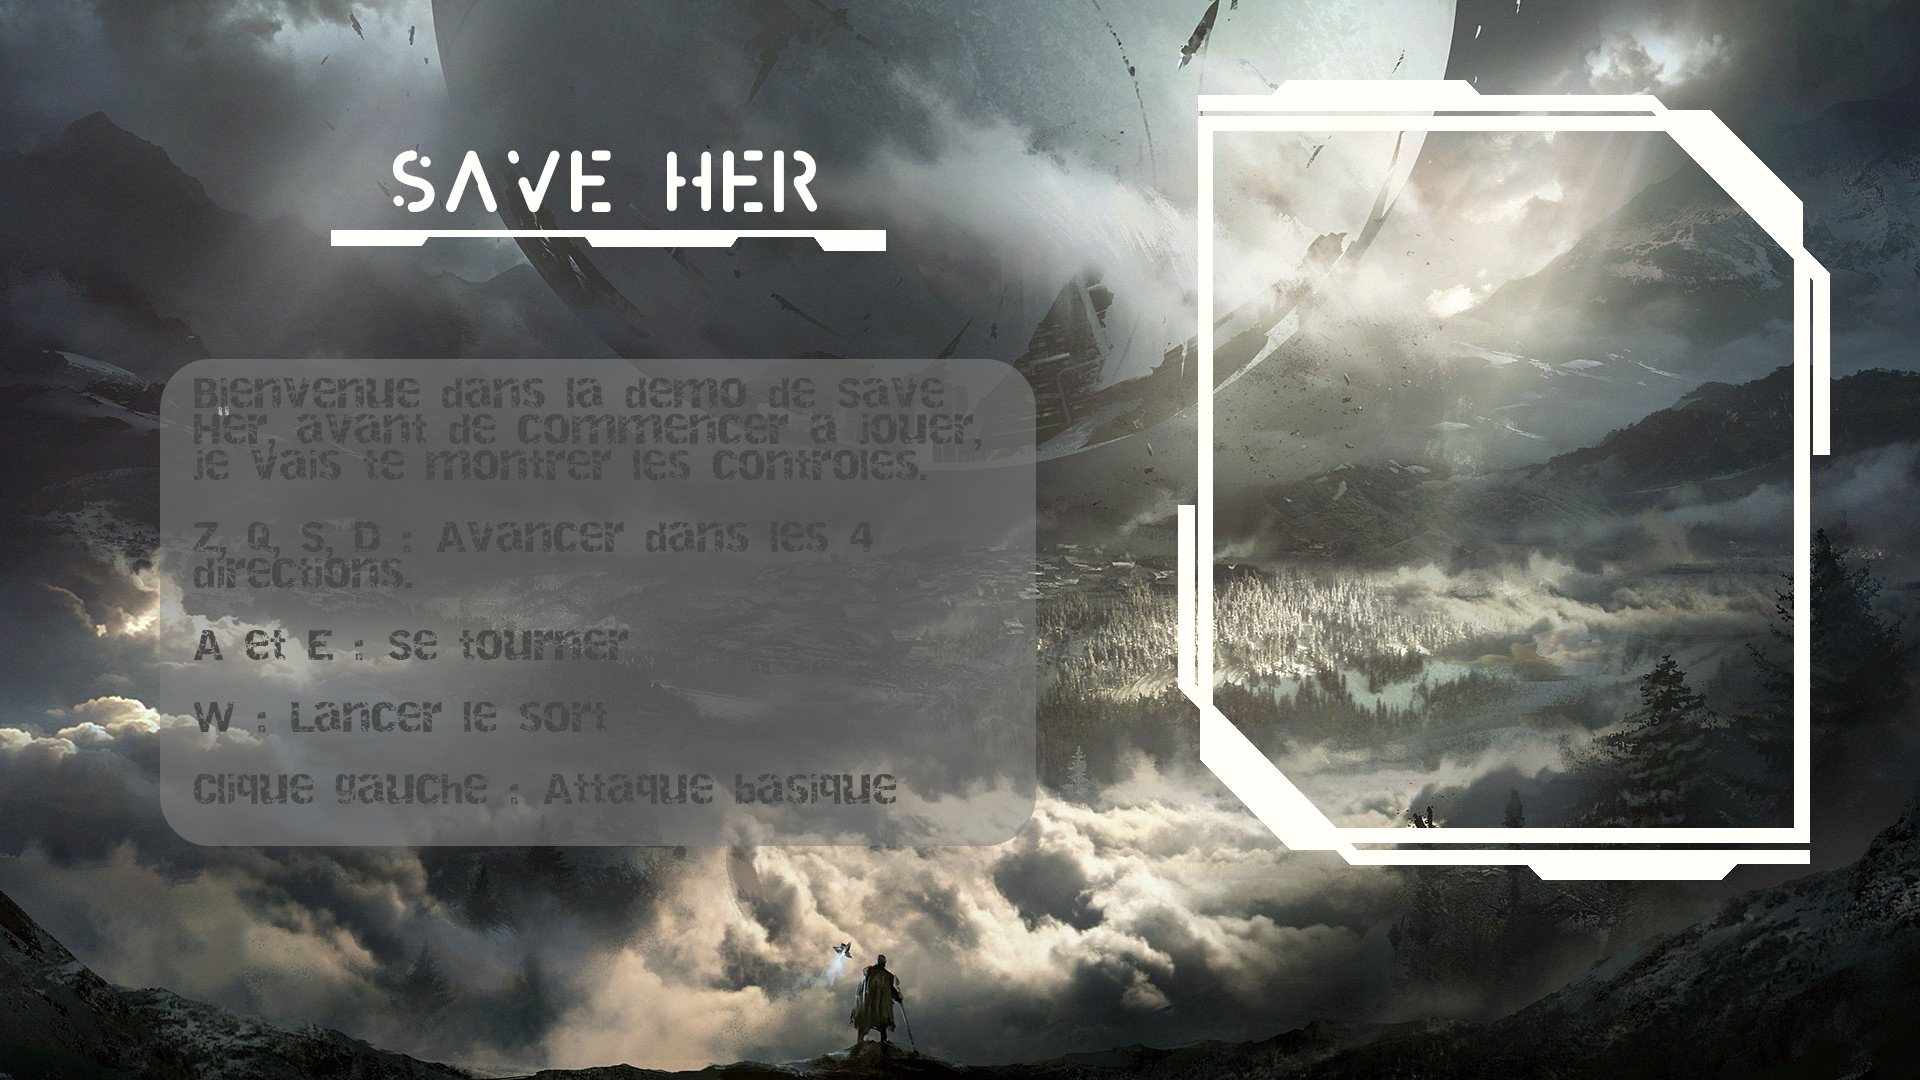 SAVE HER
Bienvenue dans la demo de save
Her, avant de commencer a jouer,
je vais te montrer les controles.
Z, Q, S, D : Avancer dans les 4
directions.
A et E : se tourner
W : Lancer le sort
Clique gauche : Attaque basique